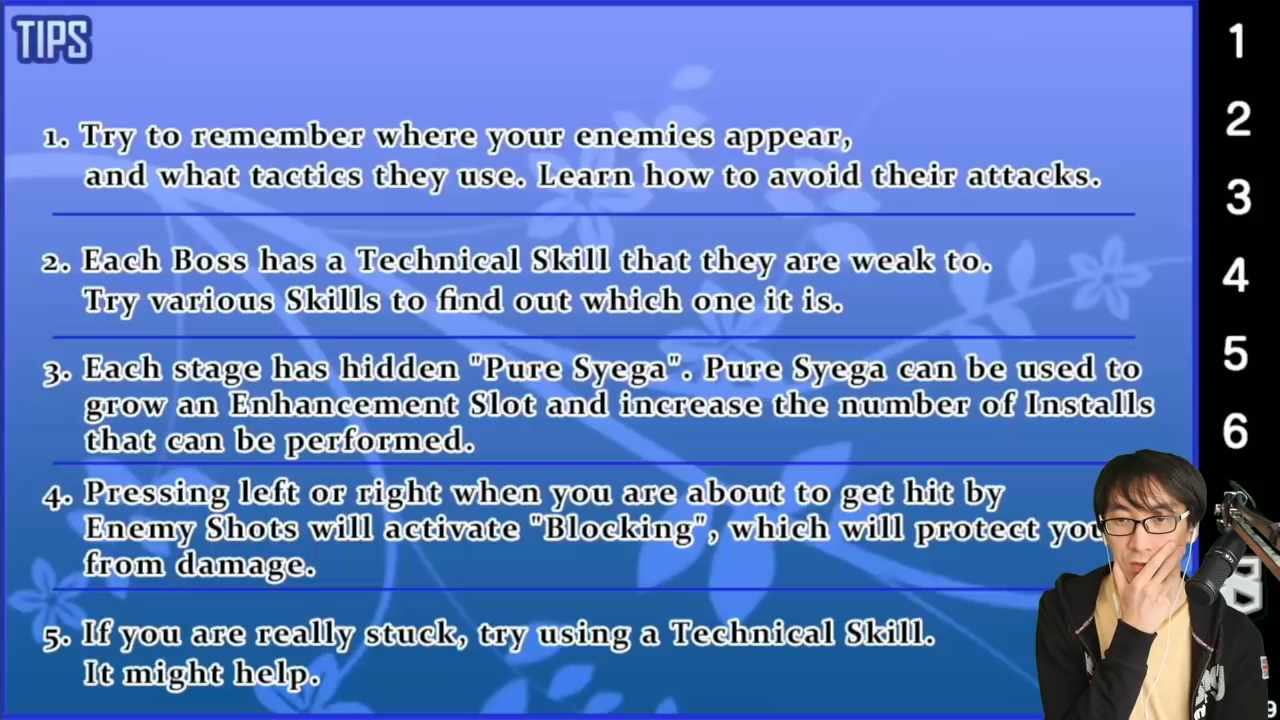 TIPS
1. Try to remember where your enemies appear,
and what tactics they use. Learn how to avoid their attacks.
2. Each Boss has a Technical Skill that they are weak to.
Try various Skills to find out which one it is.
3. Each stage has hidden "Pure Syega". Pure Syega can be used to
grow an Enhancement Slot and increase the number of Installs
that can be performed.
4. Pressing left or right when you are about to get hit by
Enemy Shots will activate "Blocking", which will protect you
from damage.
5. If you are really stuck, try using a Technical Skill.
It might help.
1
2
3
4
5
6
8
9